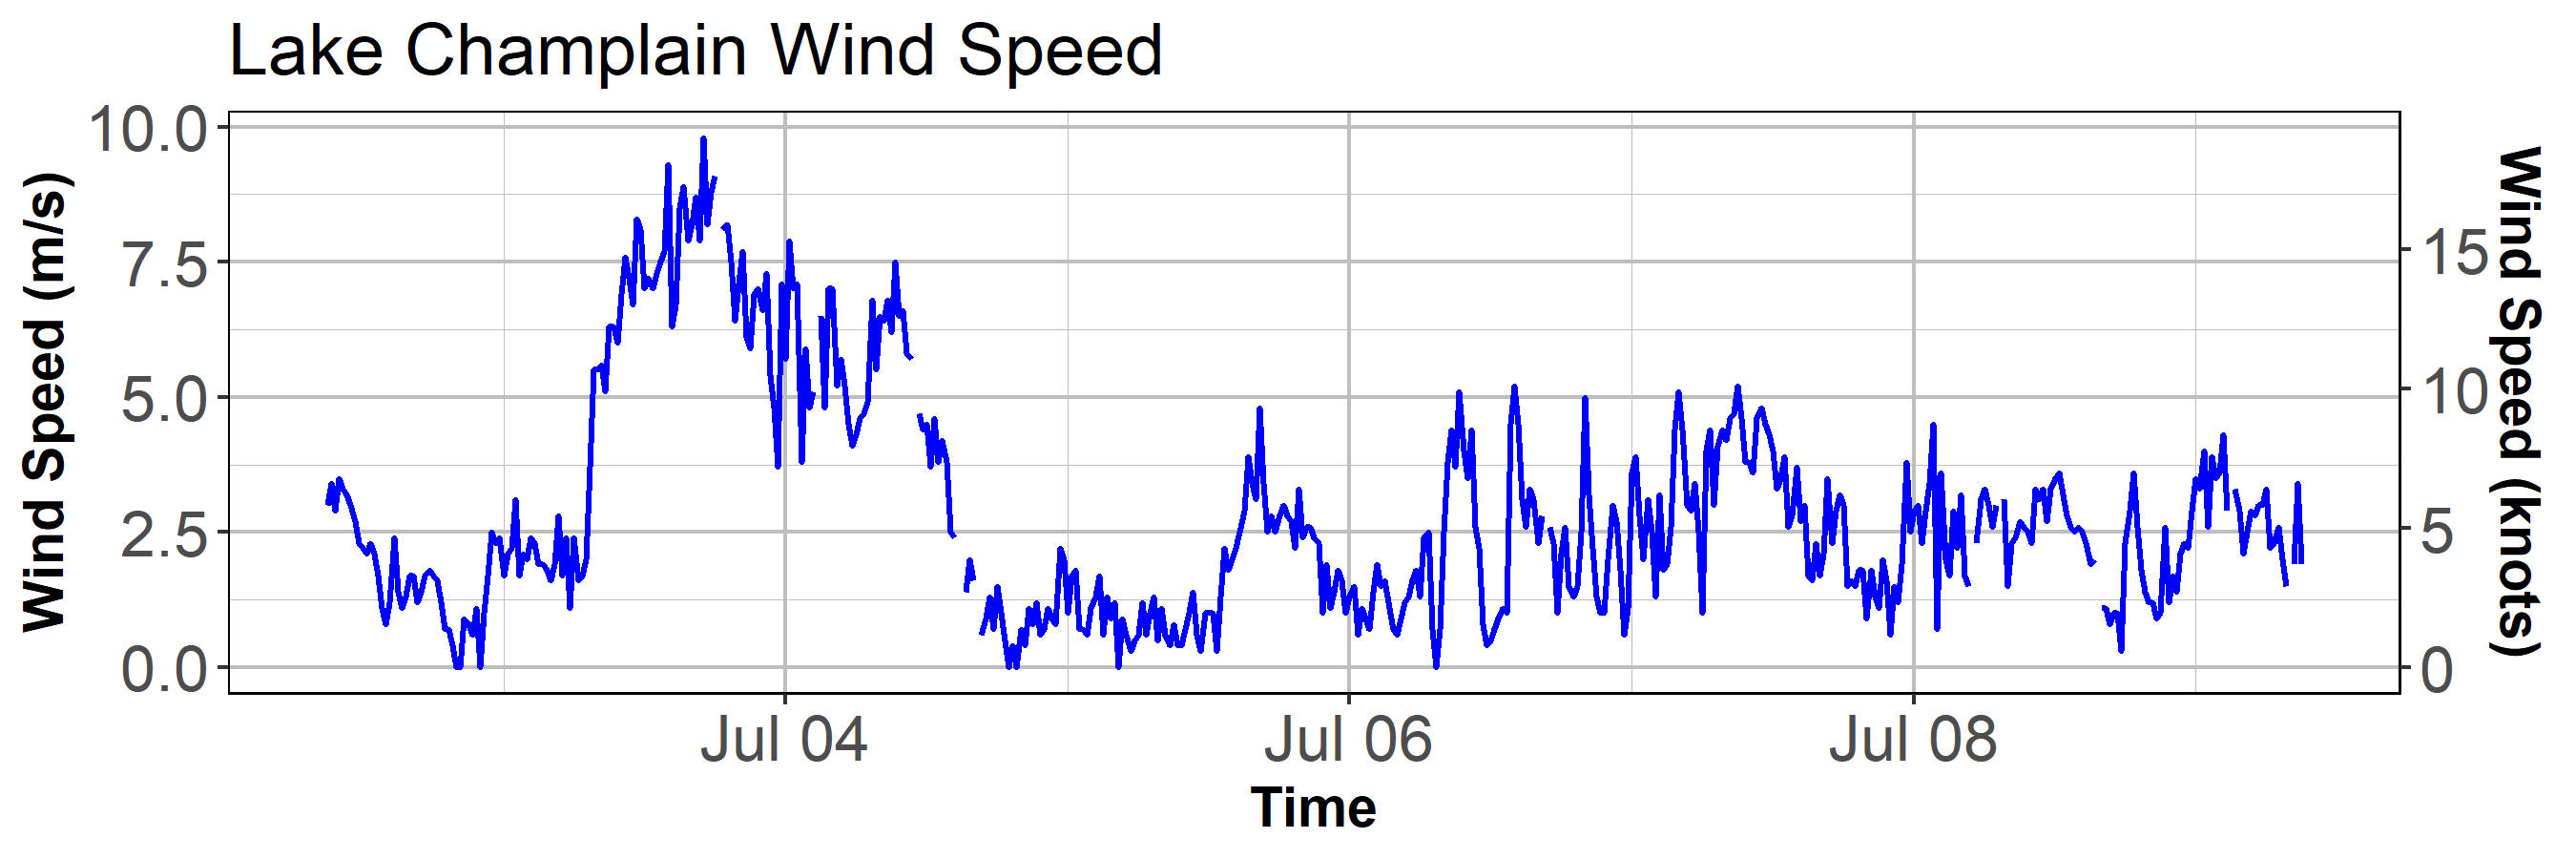 Lake Champlain Wind Speed
Wind Speed (m/s)
10.0
7.5
5.0
2.5
0.0
15
10
5
0
Wind Speed (knots)
Jul 04
Jul 06
Jul 08
Time